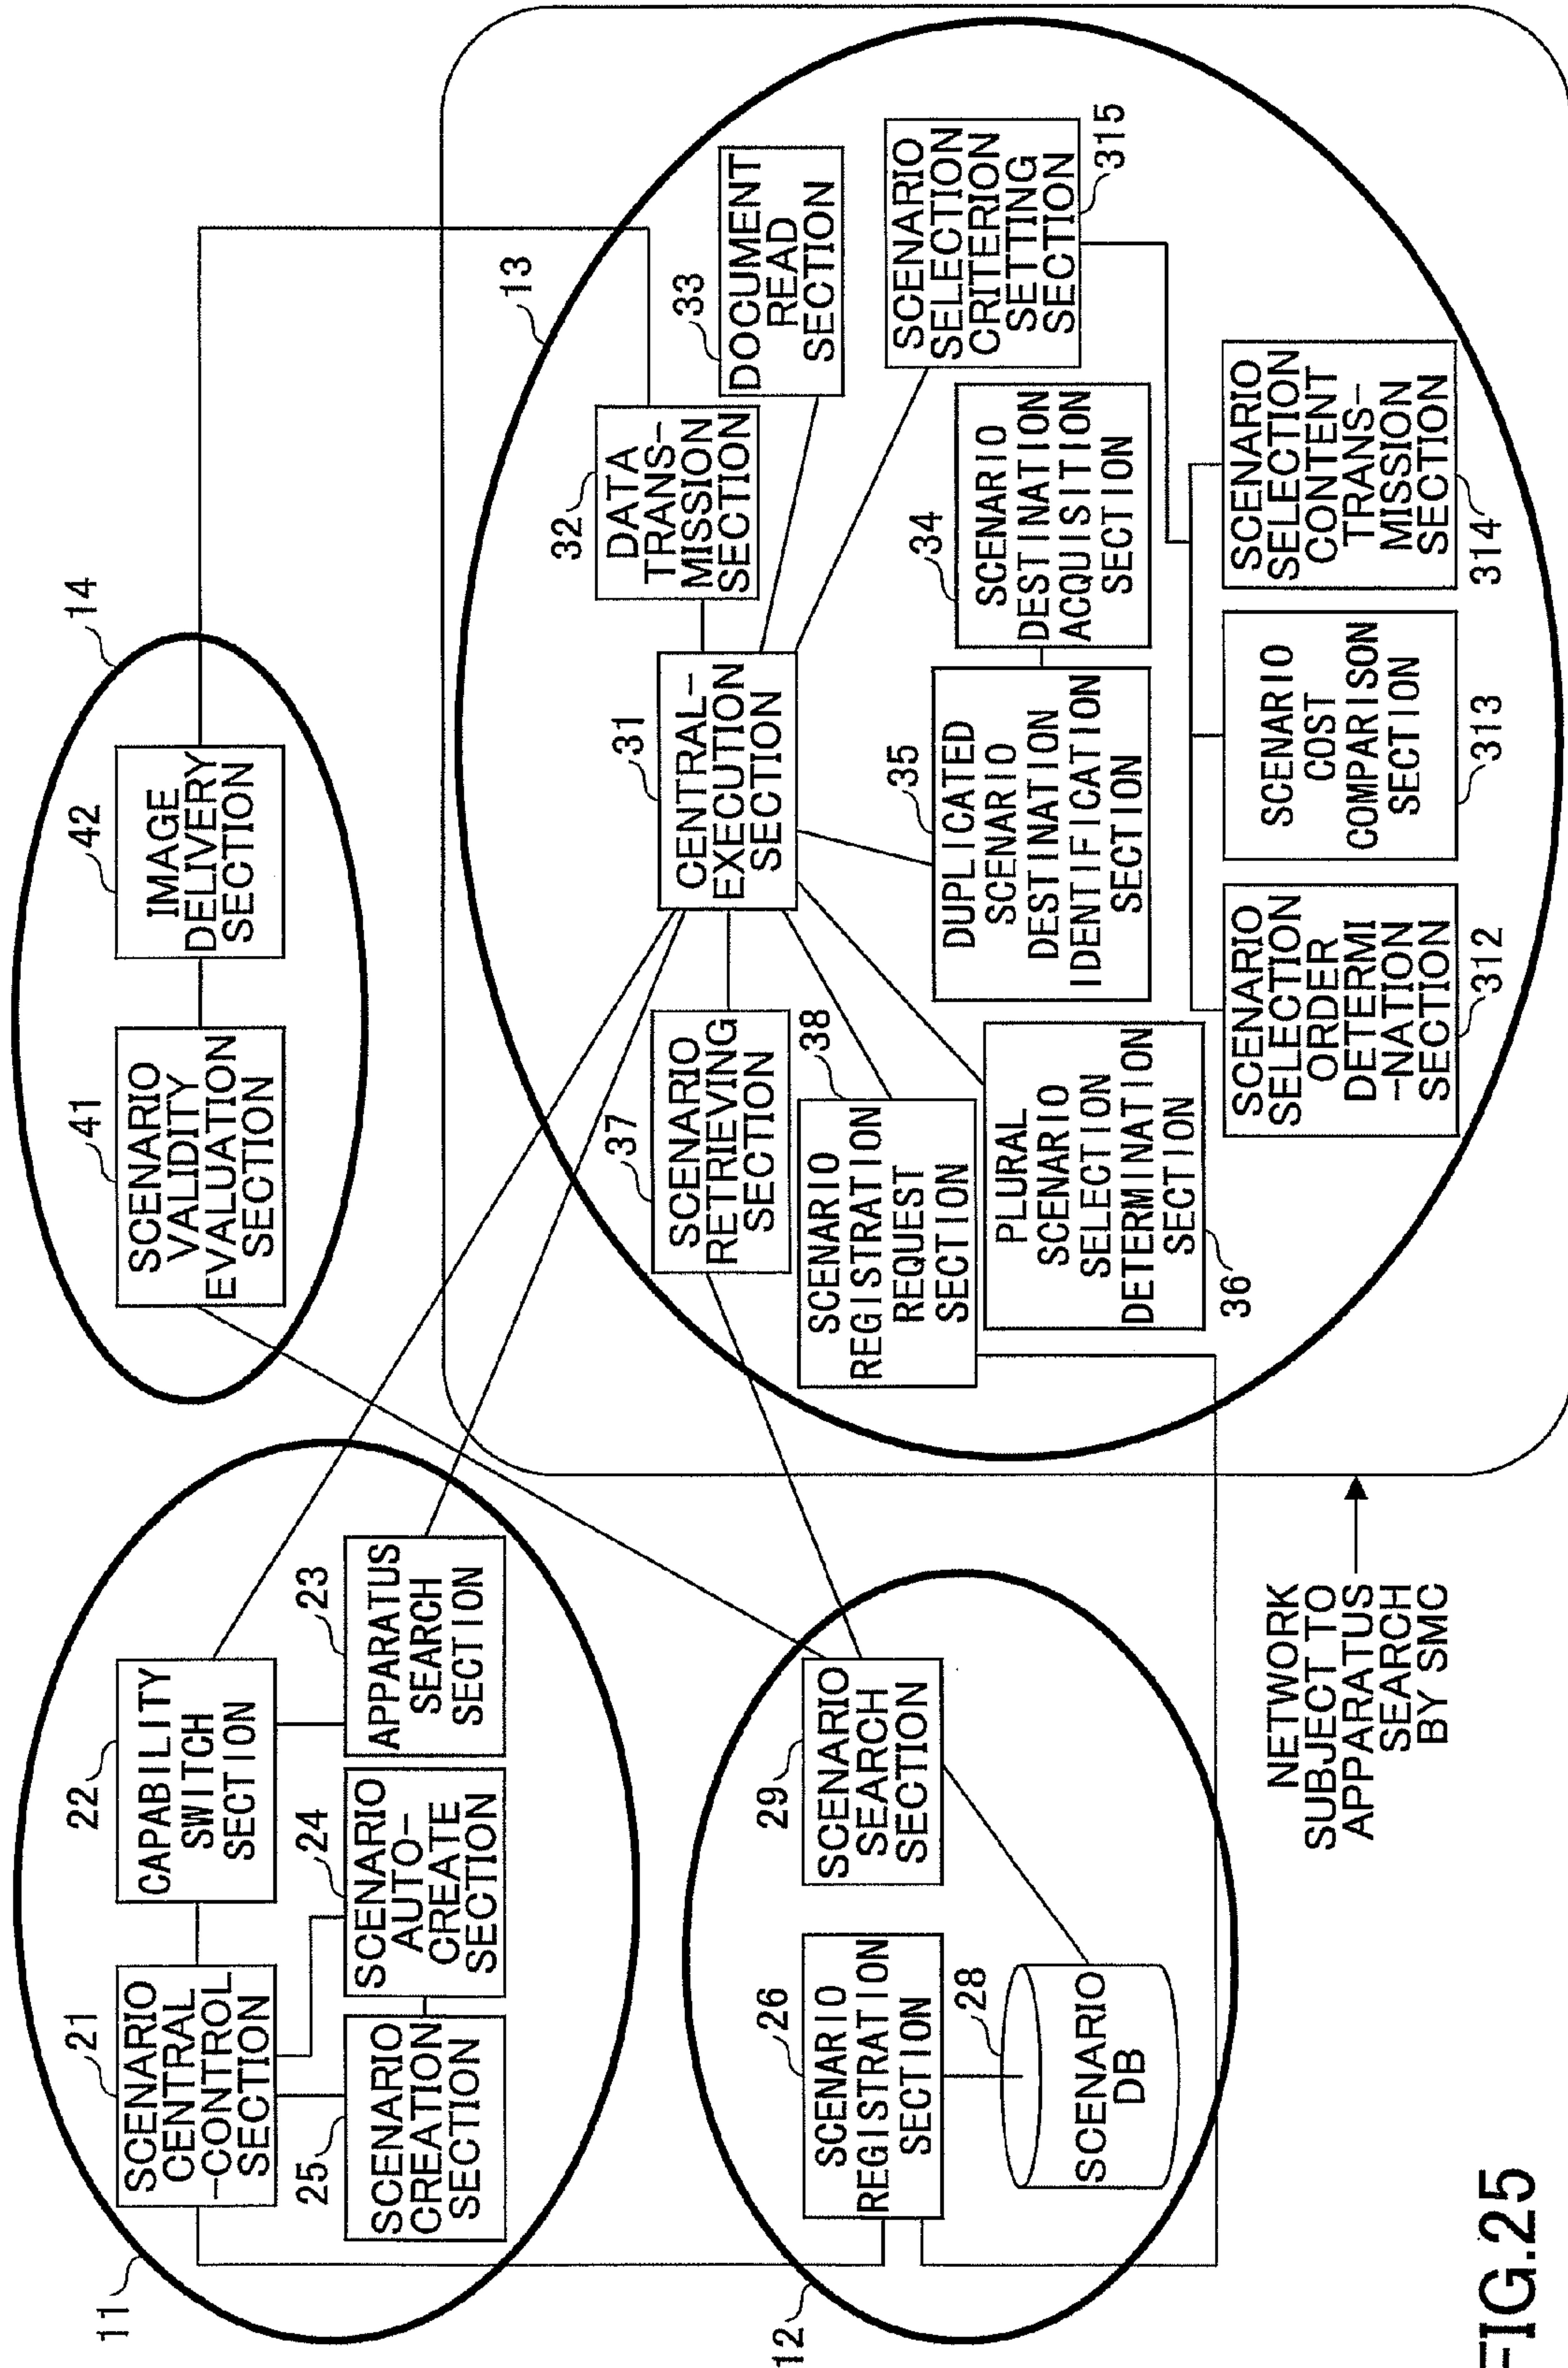 11
21
SCENARIO
CENTRAL
-CONTROL
SECTION
22
CAPABILITY
SWITCH
SECTION
25
SCENARIO
CREATION
SECTION
24
SCENARIO
AUTO-
CREATE
SECTION
23
APPARATUS
SEARCH
SECTION
14
41
SCENARIO
VALIDITY
EVALUATION
SECTION
42
IMAGE
DELIVERY
SECTION
12
26
SCENARIO
REGISTRATION
SECTION
28
SCENARIO
DB
29
SCENARIO
SEARCH
SECTION
NETWORK
SUBJECT TO
APPARATUS
SEARCH
BY SMC
13
32
DATA
TRANS-
MISSION
SECTION
33
DOCUMENT
READ
SECTION
31
CENTRAL-
EXECUTION
SECTION
37
SCENARIO
RETRIEVING
SECTION
38
SCENARIO
REGISTRATION
REQUEST
SECTION
PLURAL
SCENARIO
SELECTION
DETERMINATION
SECTION
36
35
DUPLICATED
SCENARIO
DESTINATION
IDENTIFICATION
SECTION
34
SCENARIO
DESTINATION
ACQUISITION
SECTION
SCENARIO
SELECTION
CRITERION
SETTING
SECTION
315
SCENARIO
SELECTION
ORDER
DETERMI
-NATION
SECTION
312
SCENARIO
COST
COMPARISON
SECTION
313
SCENARIO
SELECTION
CONTENT
TRANS-
MISSION
SECTION
314
FIG.25